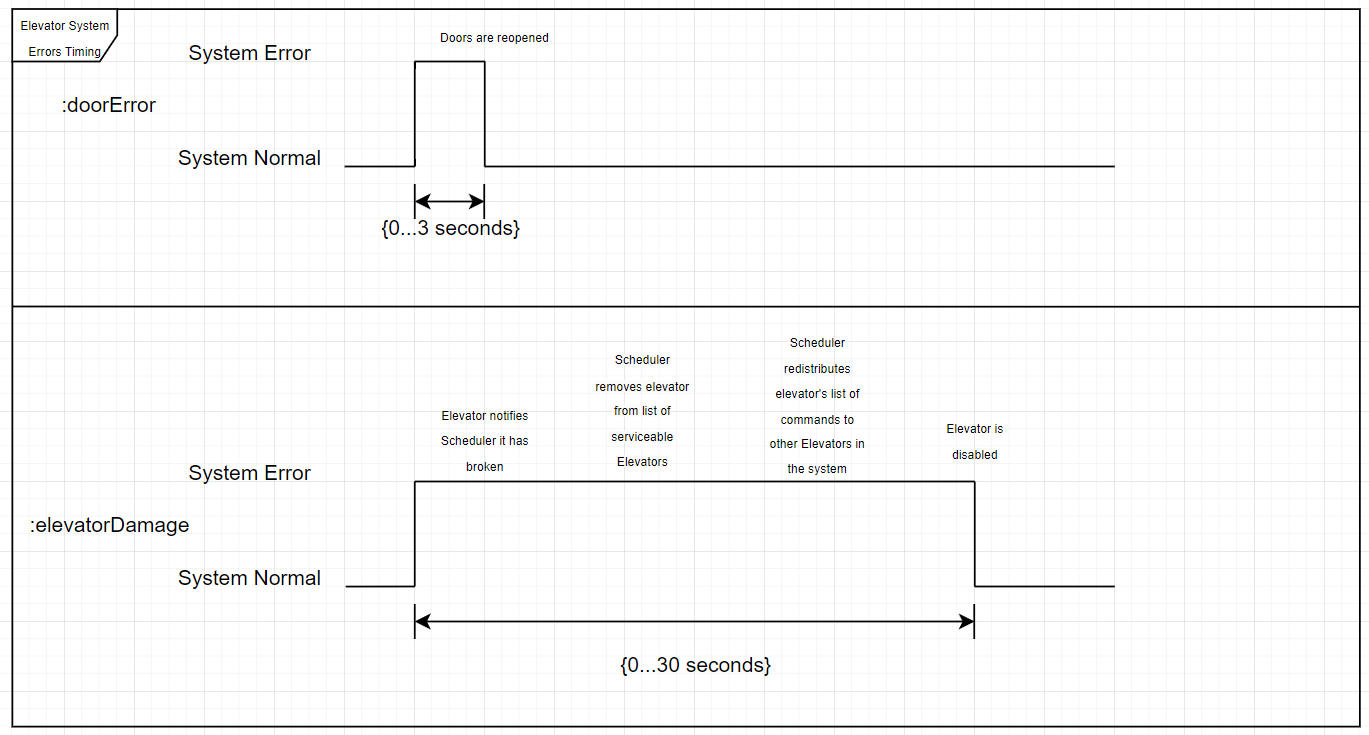 Elevator System
Errors Timing
System Error
Doors are reopened
:doorError
System Normal
{0...3 seconds}
Elevator notifies
Scheduler it has
broken
Scheduler
removes elevator
from list of
serviceable
Elevators
Scheduler
redistributes
elevator's list of
commands to
other Elevators in
the system
Elevator is
disabled
System Error
:elevatorDamage
System Normal
{0...30 seconds}